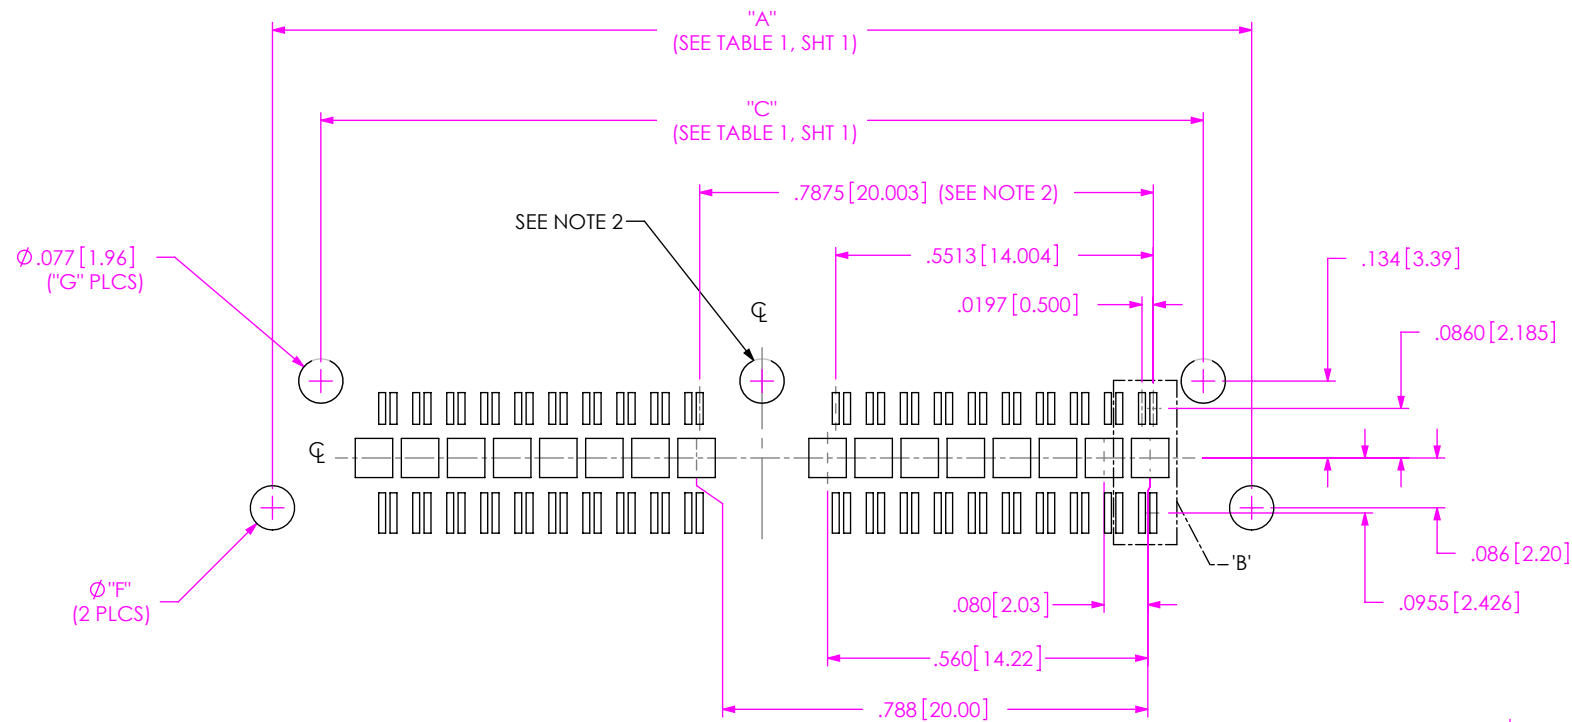 "A"
(SEE TABLE 1, SHT 1)
"C"
(SEE TABLE 1, SHT 1)
.7875[20.003] (SEE NOTE 2)
SEE NOTE 2
.5513[14.004]
.134[3.39]
Ø.077[1.96]
("G" PLCS)
.0197[0.500]
.0860[2.185]
℄
℄
'B'
.086[2.20]
Ø"F"
(2 PLCS)
.080[2.03]
.0955[2.426]
.560[14.22]
.788[20.00]